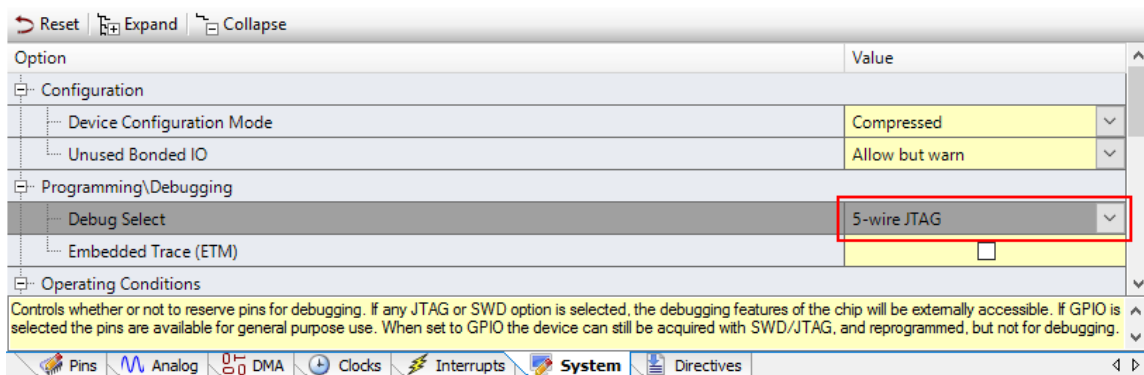 Reset Expand Collapse
Option Value
Configuration
Device Configuration Mode Compressed
Unused Bonded IO Allow but warn
Programming\Debugging
Debug Select 5-wire JTAG
Embedded Trace (ETM)
Operating Conditions
Controls whether or not to reserve pins for debugging. If any JTAG or SWD option is selected, the debugging features of the chip will be externally accessible. If GPIO is
selected the pins are available for general purpose use. When set to GPIO the device can still be acquired with SWD/JTAG, and reprogrammed, but not for debugging.
Pins Analog DMA Clocks Interrupts System Directives